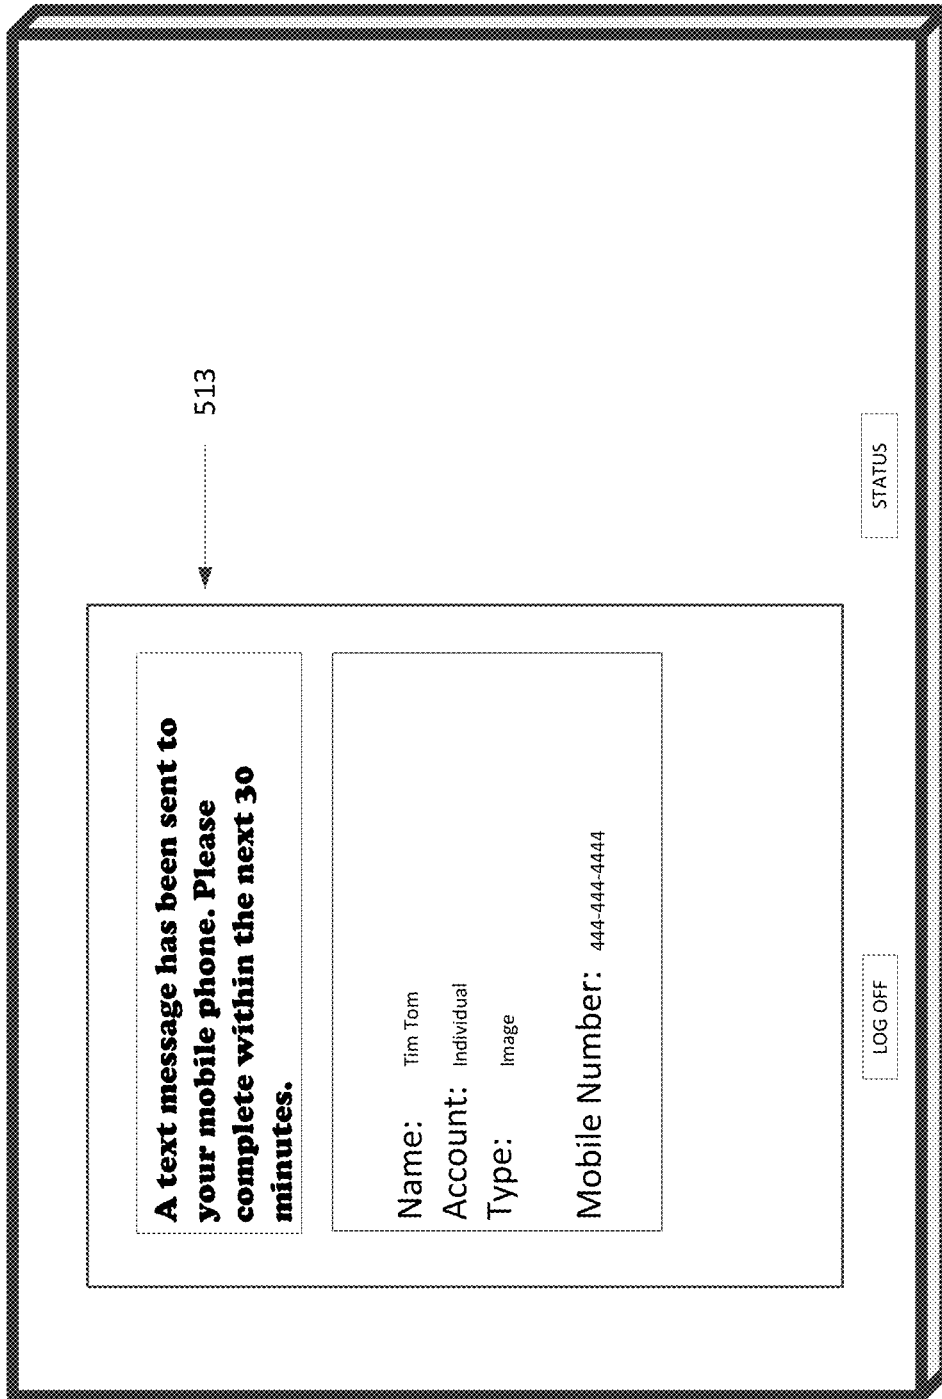 A text message has been sent to
your mobile phone. Please
complete within the next 30
minutes.
513
Name: Tim Tom
Account: Individual
Type: Image
Mobile Number: 444-444-4444
LOG OFF
STATUS